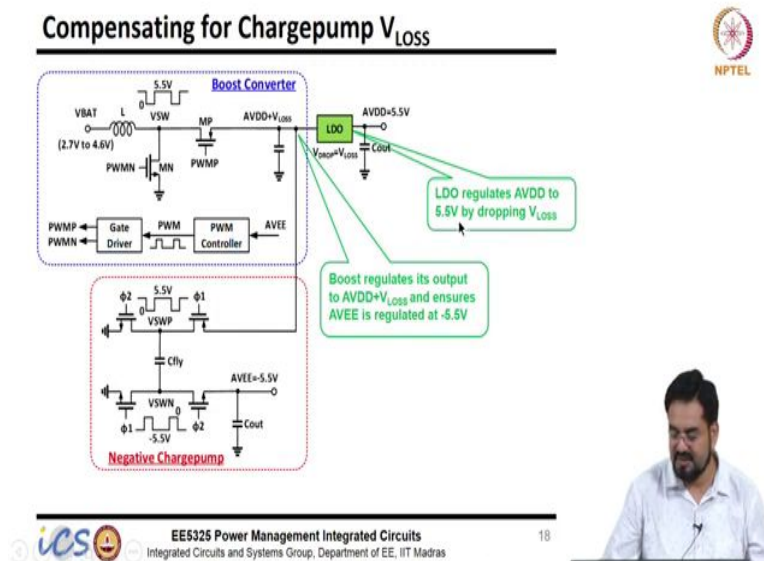 Compensating for Chargepump VLOSS
NPTEL
Boost Converter
5.5V
0
VBAT
L
VSW
MP
AVDD+VLOSS
AVDD=5.5V
LDO
(2.7V to 4.6V)
PWMN
MN
PWMP
VDROP=VLOSS
Cout
LDO regulates AVDD to
5.5V by dropping VLOSS
PWMP
PWMN
Gate
Driver
PWM
PWM
Controller
AVEE
Boost regulates its output
to AVDD+VLOSS and ensures
AVEE is regulated at -5.5V
5.5V
ϕ2
0
ϕ1
VSWP
Cfly
AVEE=-5.5V
VSWN
0
ϕ1
-5.5V
ϕ2
Cout
Negative Chargepump
iCS
EE5325 Power Management Integrated Circuits
18
Integrated Circuits and Systems Group, Department of EE, IIT Madras